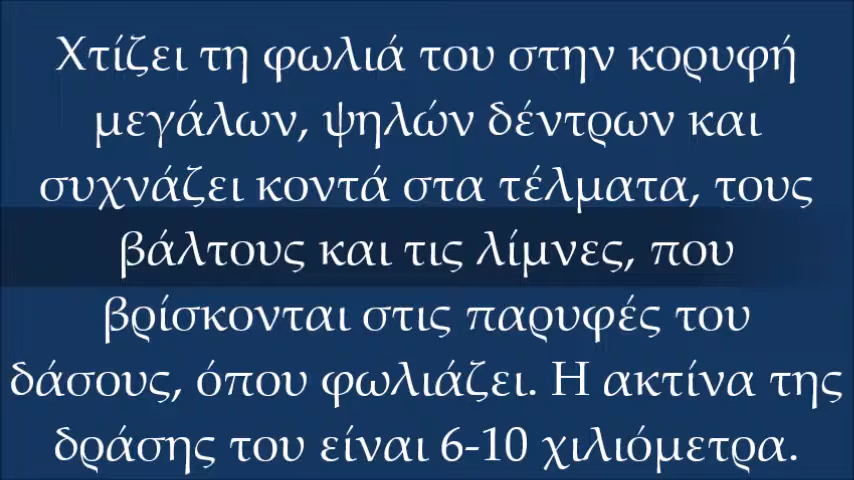 Χτίζει τη φωλιά του στην κορυφή
μεγάλων, ψηλών δέντρων και
συχνάζει κοντά στα τέλματα, τους
βάλτους και τις λίμνες, που
βρίσκονται στις παρυφές του
δάσους, όπου φωλιάζει. Η ακτίνα της
δράσης του είναι 6-10 χιλιόμετρα.